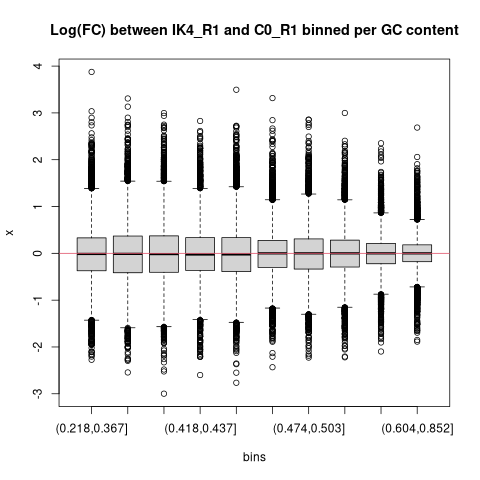 Log(FC) between IK4_R1 and C0_R1 binned per GC content
4
3
2
1
0
-1
-2
-3
x
(0.218,0.367] (0.418,0.437] (0.474,0.503] (0.604,0.852]
bins